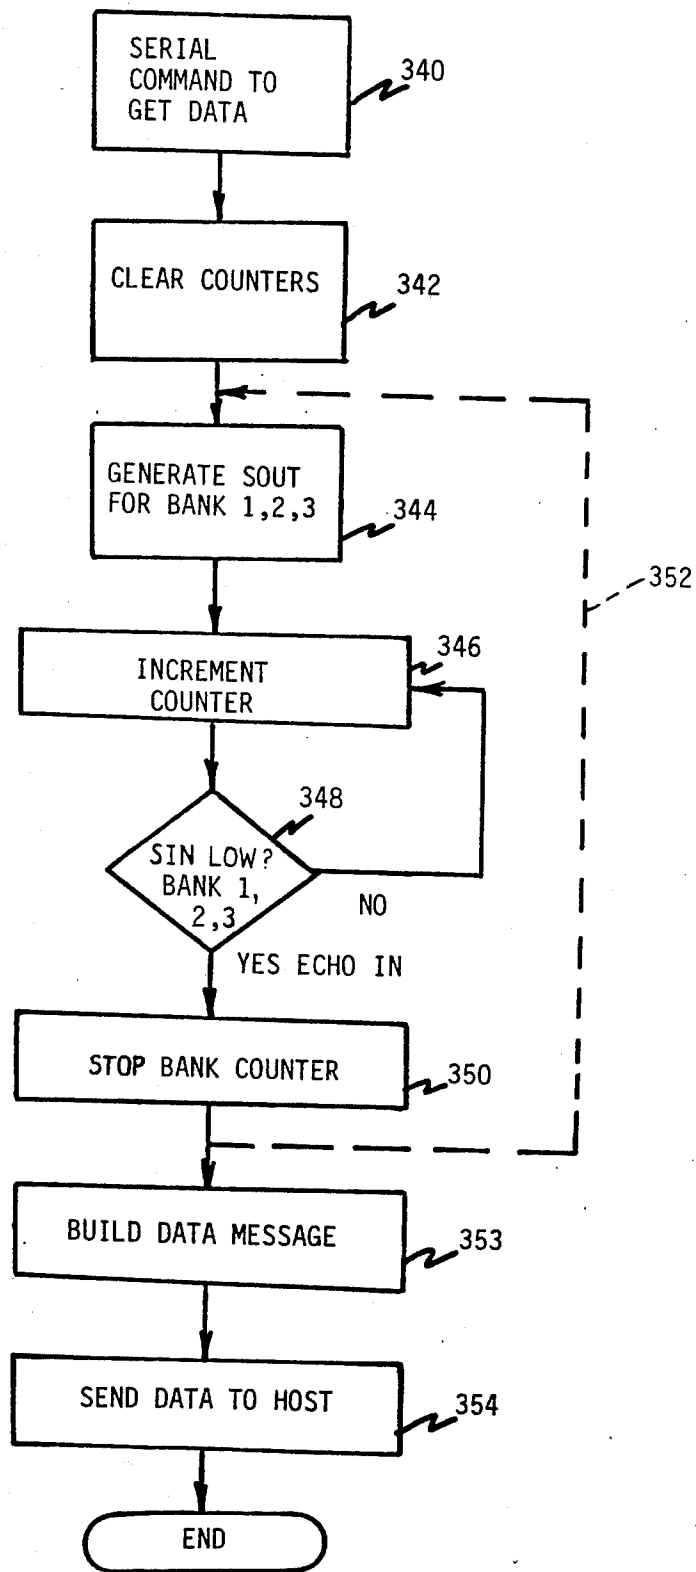 SERIAL
COMMAND TO
GET DATA
340
CLEAR COUNTERS
342
GENERATE SOUT
FOR BANK 1,2,3
344
352
346
INCREMENT
COUNTER
348
SIN LOW?
BANK 1,
2,3
NO
YES ECHO IN
STOP BANK COUNTER
350
BUILD DATA MESSAGE
353
SEND DATA TO HOST
354
END